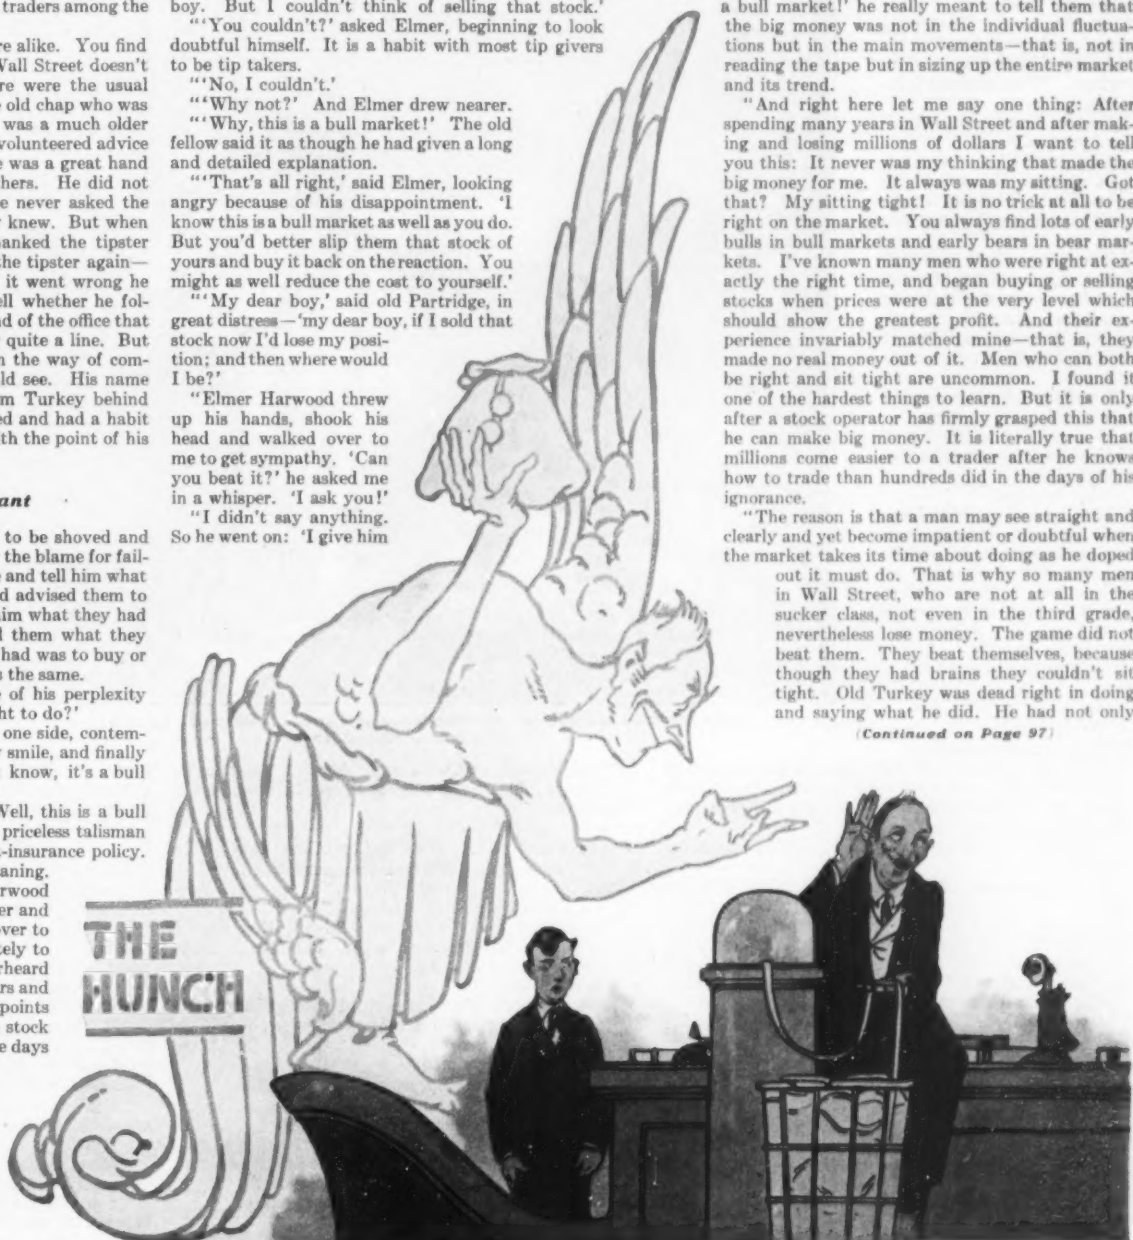 traders among the
re alike. You find
Wall Street doesn't
re were the usual
old chap who was
was a much older
volunteered advice
e was a great hand
hers. He did not
e never asked the
knew. But when
anked the tipster
he tipster again—
it went wrong he
ell whether he fol-
d of the office that
quite a line. But
n the way of com-
ld see. His name
m Turkey behind
ed and had a habit
th the point of his
ant
to be shoved and
the blame for fail-
and tell him what
d advised them to
im what they had
l them what they
had was to buy or
s the same.
e of his perplexity
ht to do?'
one side, contem-
smile, and finally
know, it's a bull
Well, this is a bull
priceless talisman
-insurance policy.
aning.
rwood
er and
ver to
ely to
rheard
rs and
points
stock
e days
boy. But I couldn't think of selling that stock.'
"'You couldn't?' asked Elmer, beginning to look
doubtful himself. It is a habit with most tip givers
to be tip takers.
"'No, I couldn't.'
"'Why not?' And Elmer drew nearer.
"'Why, this is a bull market!' The old
fellow said it as though he had given a long
and detailed explanation.
"'That's all right,' said Elmer, looking
angry because of his disappointment. 'I
know this is a bull market as well as you do.
But you'd better slip them that stock of
yours and buy it back on the reaction. You
might as well reduce the cost to yourself.'
"'My dear boy,' said old Partridge, in
great distress—'my dear boy, if I sold that
stock now I'd lose my posi-
tion; and then where would
I be?'
"Elmer Harwood threw
up his hands, shook his
head and walked over to
me to get sympathy. 'Can
you beat it?' he asked me
in a whisper. 'I ask you!'
"I didn't say anything.
So he went on: 'I give him
a bull market!' he really meant to tell them that
the big money was not in the individual fluctua-
tions but in the main movements—that is, not in
reading the tape but in sizing up the entire market
and its trend.
"And right here let me say one thing: After
spending many years in Wall Street and after mak-
ing and losing millions of dollars I want to tell
you this: It never was my thinking that made the
big money for me. It always was my sitting. Got
that? My sitting tight! It is no trick at all to be
right on the market. You always find lots of early
bulls in bull markets and early bears in bear mar-
kets. I've known many men who were right at ex-
actly the right time, and began buying or selling
stocks when prices were at the very level which
should show the greatest profit. And their ex-
perience invariably matched mine—that is, they
made no real money out of it. Men who can both
be right and sit tight are uncommon. I found it
one of the hardest things to learn. But it is only
after a stock operator has firmly grasped this that
he can make big money. It is literally true that
millions come easier to a trader after he knows
how to trade than hundreds did in the days of his
ignorance.
"The reason is that a man may see straight and
clearly and yet become impatient or doubtful when
the market takes its time about doing as he doped
out it must do. That is why so many men
in Wall Street, who are not at all in the
sucker class, not even in the third grade,
nevertheless lose money. The game did not
beat them. They beat themselves, because
though they had brains they couldn't sit
tight. Old Turkey was dead right in doing
and saying what he did. He had not only
(Continued on Page 97)
THE
HUNCH